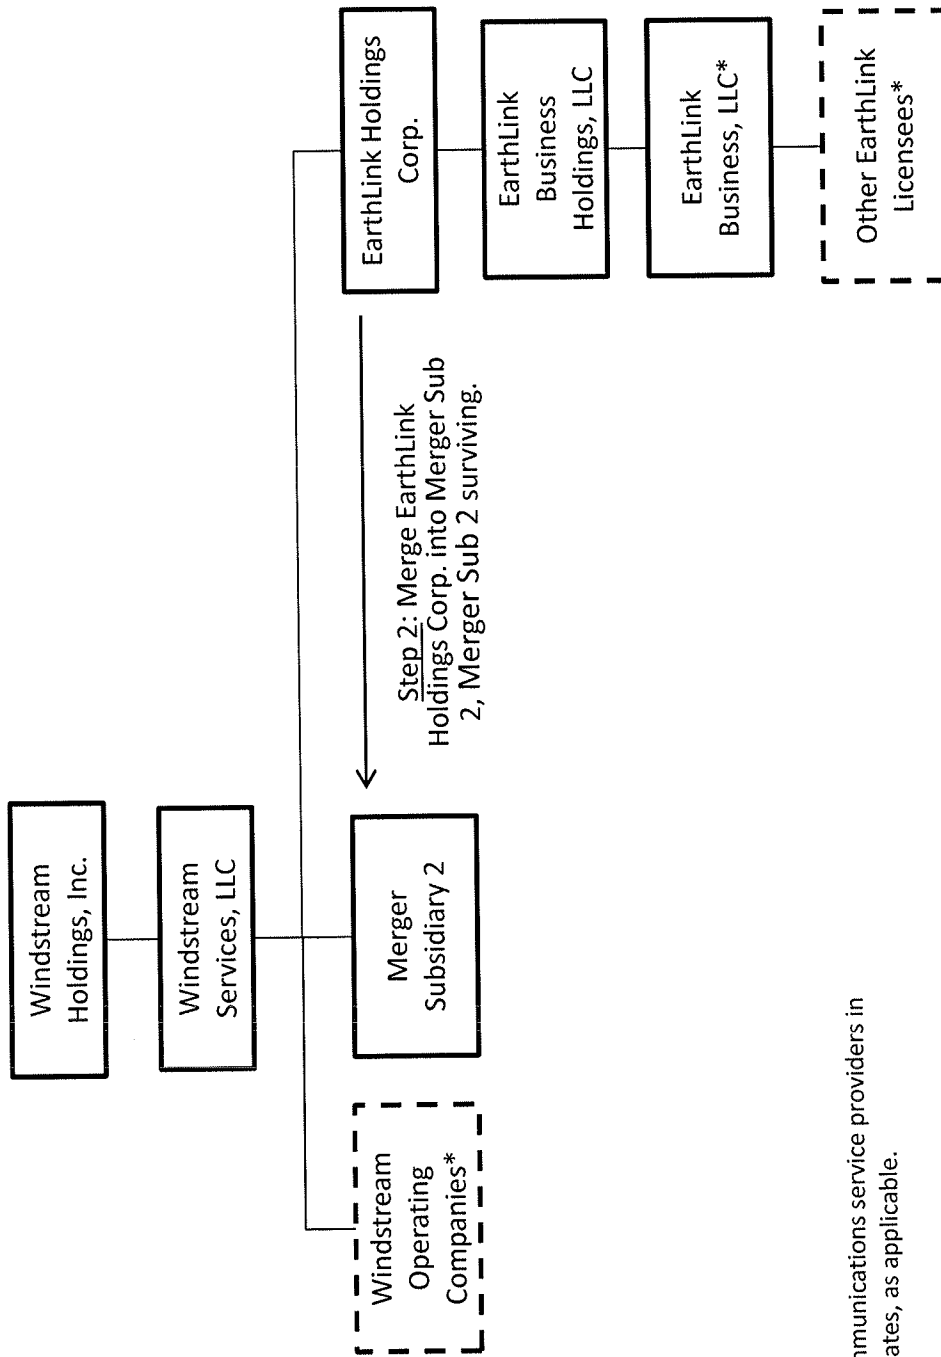 Windstream
Holdings, Inc.
Windstream
Services, LLC
Windstream
Operating
Companies*
Merger
Subsidiary 2
Step 2: Merge EarthLink
Holdings Corp. into Merger Sub
2, Merger Sub 2 surviving.
EarthLink Holdings
Corp.
EarthLink
Business
Holdings, LLC
EarthLink
Business, LLC*
Other EarthLink
Licensees*
service providers in
as applicable.